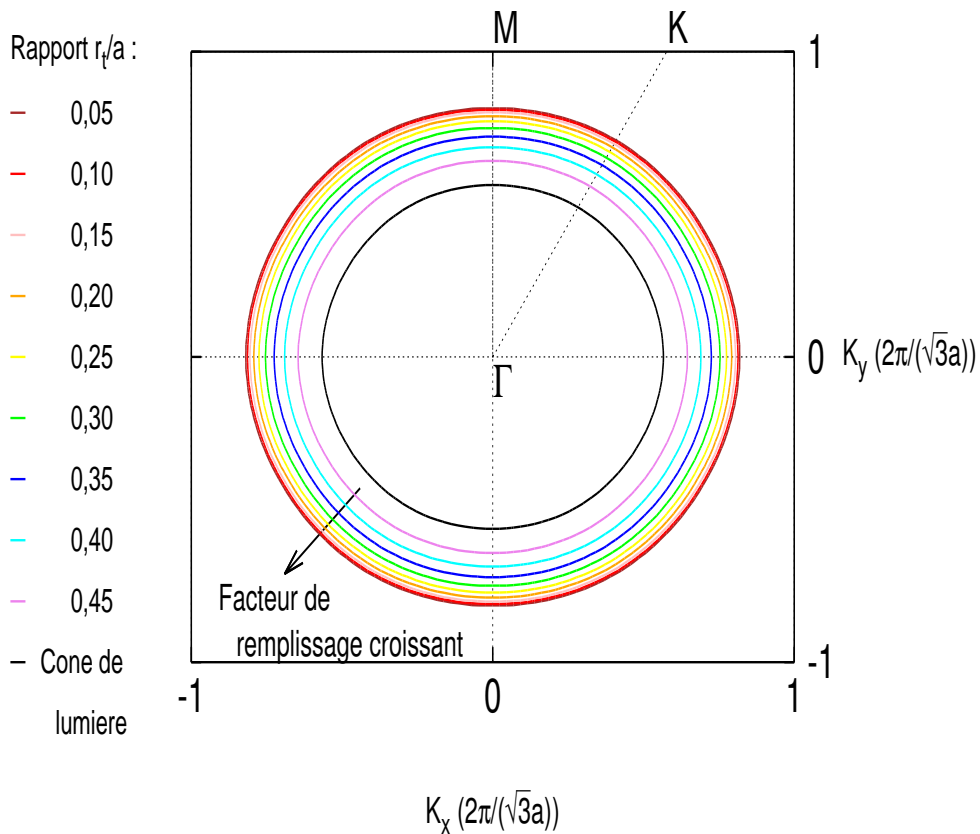 M K
Rapport r_t/a :
0,05
0,10
0,15
0,20
0,25
0,30
0,35
0,40
0,45
Cone de
lumiere
1
0
-1
K_y (2π/(√3a))
Γ
Facteur de
remplissage croissant
-1 0 1
K_x (2π/(√3a))